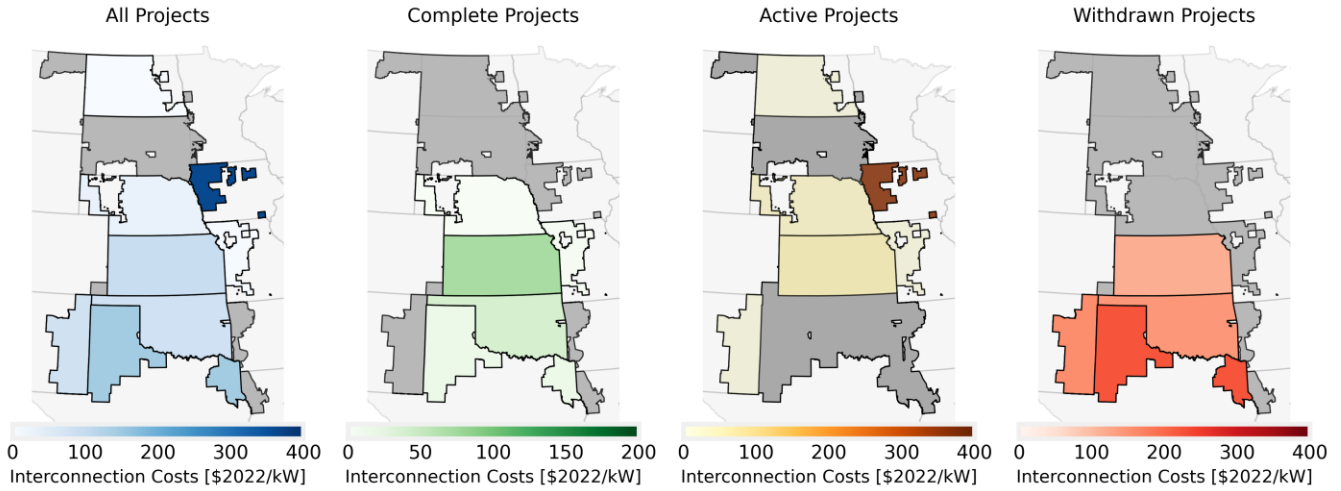 All Projects
Complete Projects
Active Projects
Withdrawn Projects
0 100 200 300 400
Interconnection Costs [$2022/kW]
0 50 100 150 200
Interconnection Costs [$2022/kW]
0 100 200 300 400
Interconnection Costs [$2022/kW]
0 100 200 300 400
Interconnection Costs [$2022/kW]